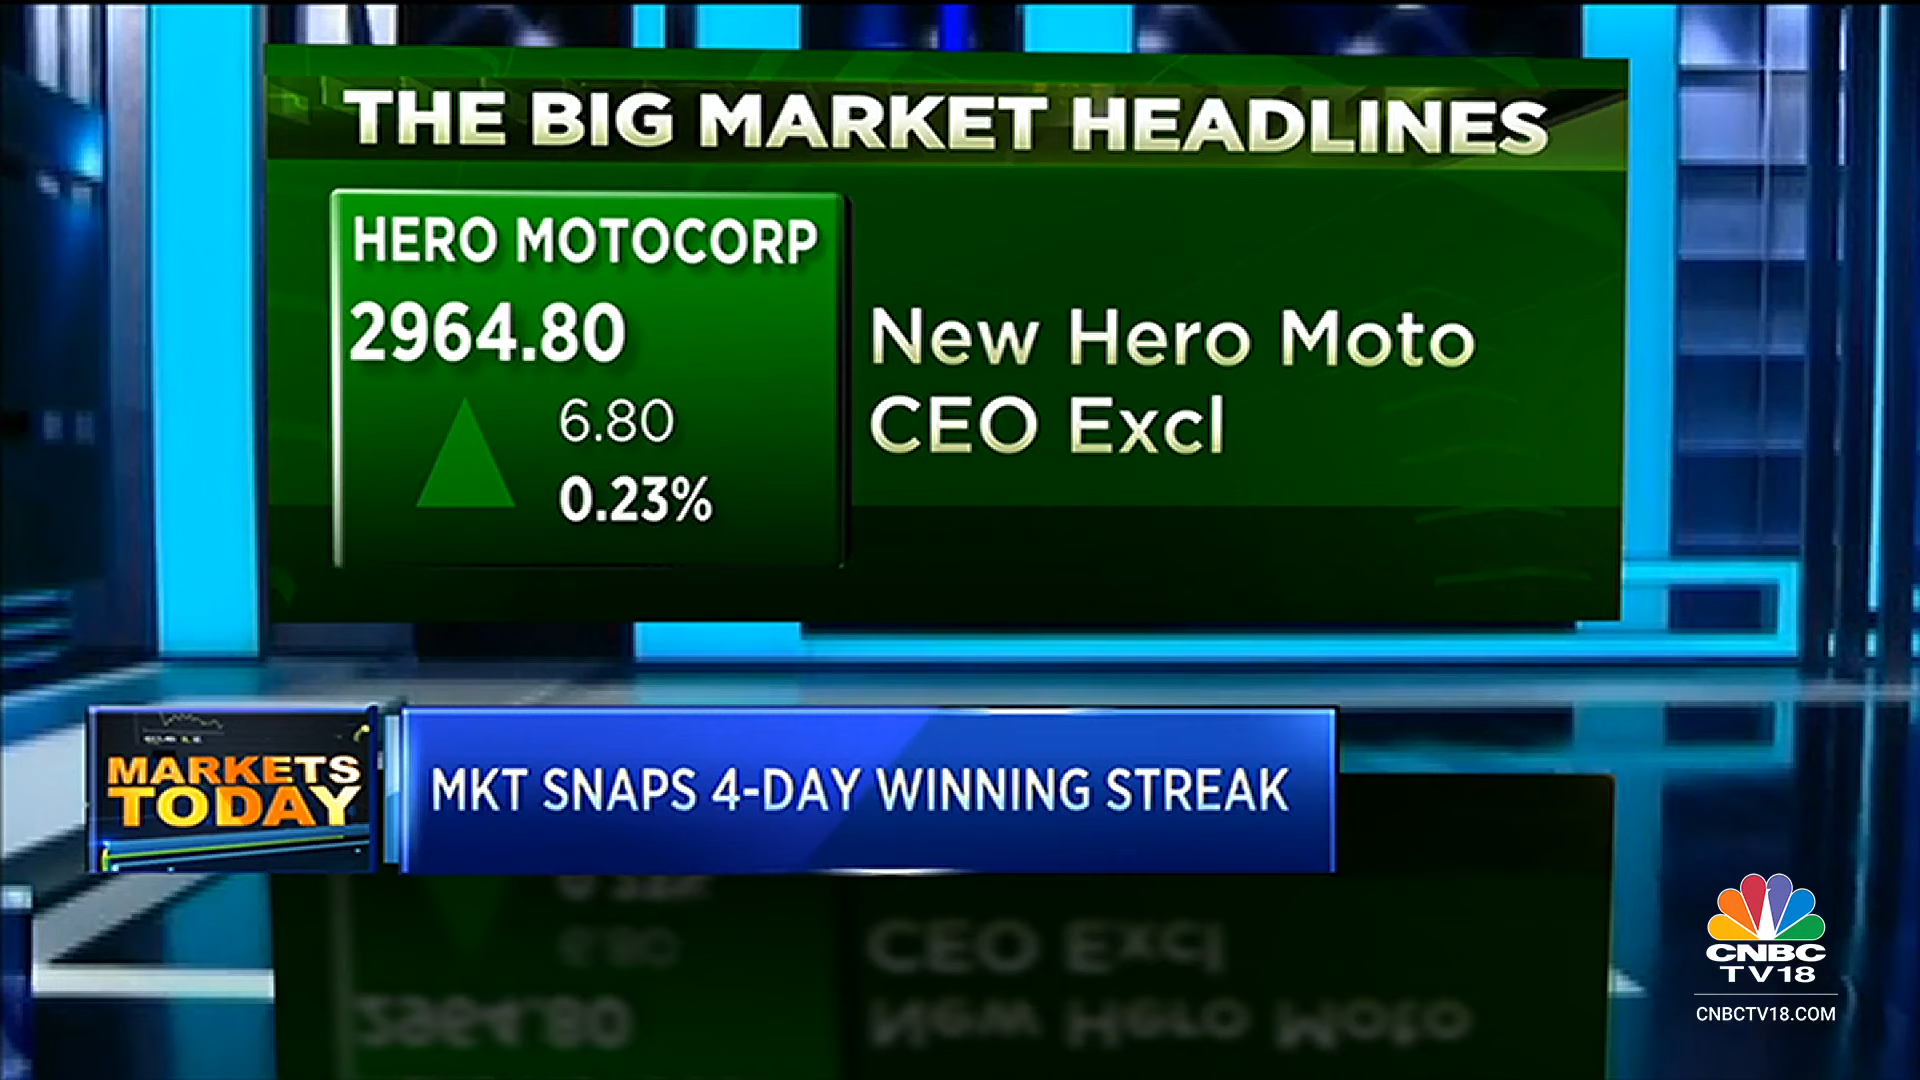 THE BIG MARKET HEADLINES
HERO MOTOCORP
2964.80
6.80
0.23%
New Hero Moto
CEO Excl
MARKETS
TODAY
MKT SNAPS 4-DAY WINNING STREAK
CNBC
TV18
CNBCTV18.COM